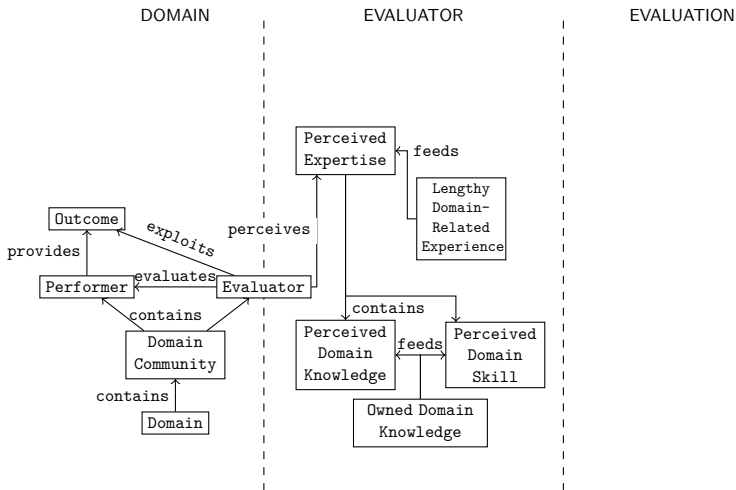 DOMAIN
EVALUATOR
EVALUATION
Perceived
Expertise
feeds
Lengthy
Domain-
Related
Experience
Outcome
exploits
perceives
provides
Performer
evaluates
Evaluator
contains
contains
Domain
Community
Perceived
Domain
Knowledge
feeds
Perceived
Domain
Skill
contains
Domain
Owned Domain
Knowledge